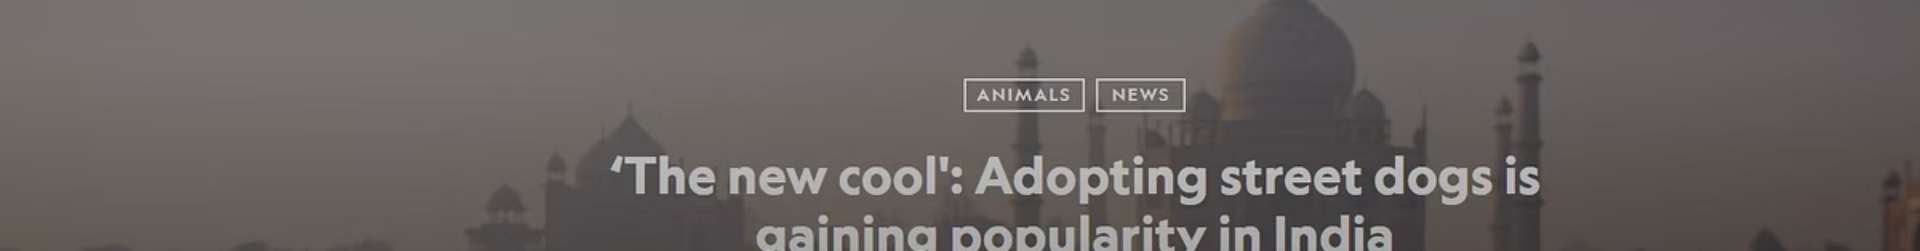 ANIMALS NEWS
‘The new cool': Adopting street dogs is
gaining popularity in India